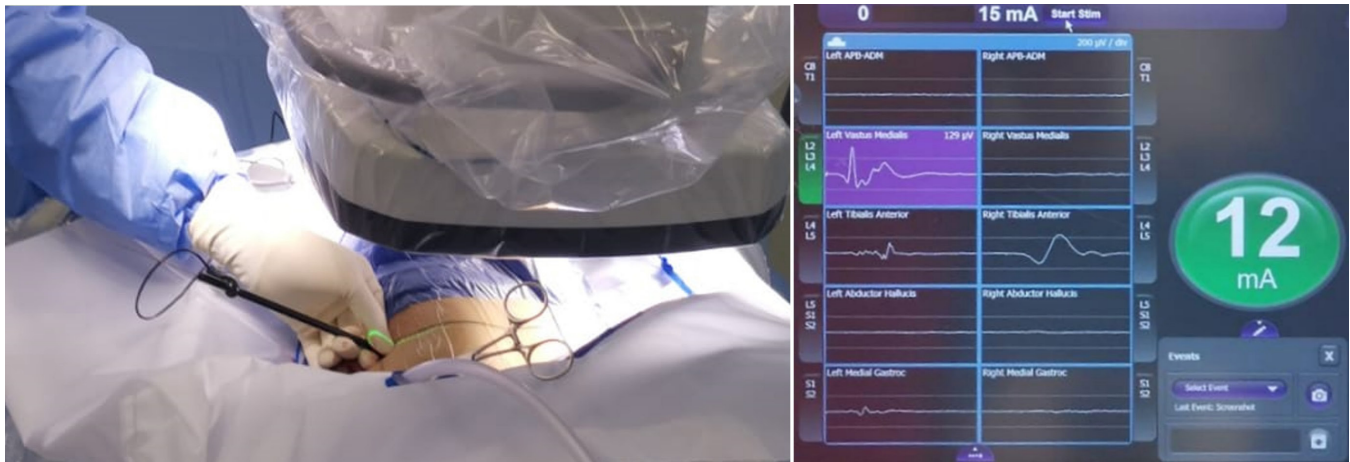 0 15 mA Start Stim
200 µV / div
Left APB-ADM Right APB-ADM
C8 C8
T1 T1
Left Vastus Medialis 129 µV Right Vastus Medialis
L2 L2
L3 L3
L4 L4
Left Tibialis Anterior Right Tibialis Anterior
L4 L4
L5 L5
12
mA
Left Abductor Hallucis Right Abductor Hallucis
L5 L5
S1 S1
S2 S2
Events X
Left Medial Gastroc Right Medial Gastroc
S1 S1
S2 S2
Select Event
Last Event: Screenshot